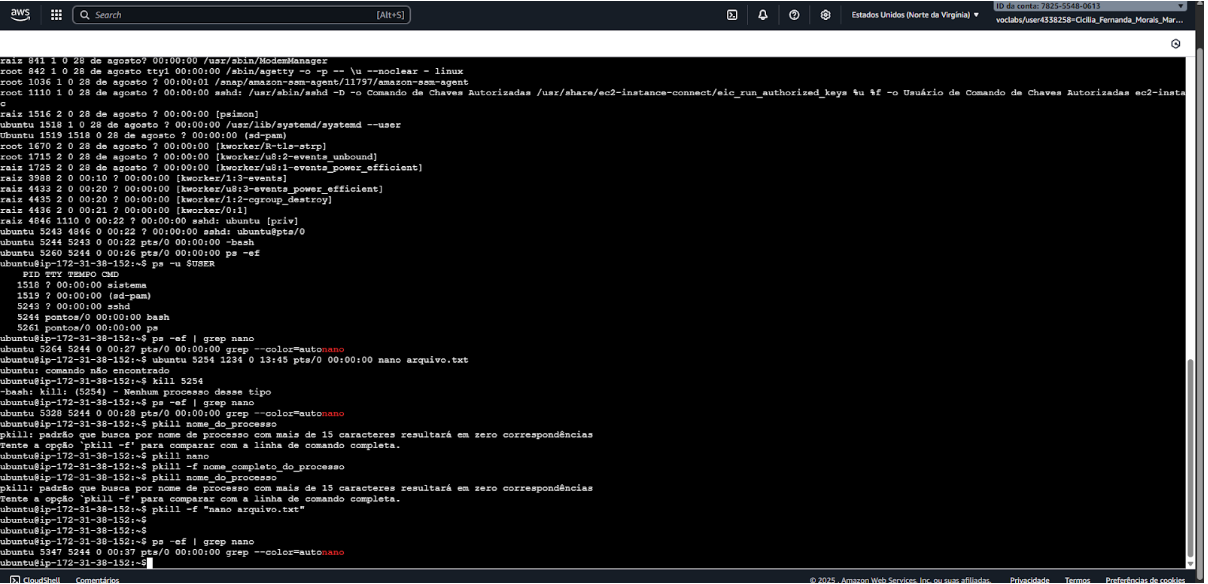 aws
Search [Alt+S]
Estados Unidos (Norte da Virgínia)
ID da conta: 7825-5548-0613
voclabs/user4338258=Cicília_Fernanda_Morais_Mar...
raiz 841 1 0 28 de agosto? 00:00:00 /usr/sbin/ModemManager
root 842 1 0 28 de agosto tty1 00:00:00 /sbin/agetty -o -p -- \u --noclear - linux
root 1036 1 0 28 de agosto ? 00:00:01 /snap/amazon-ssm-agent/11797/amazon-ssm-agent
root 1110 1 0 28 de agosto ? 00:00:00 sshd: /usr/sbin/sshd -D -o Comando de Chaves Autorizadas /usr/share/ec2-instance-connect/eic_run_authorized_keys %u %f -o Usuário de Comando de Chaves Autorizadas ec2-insta
c
raiz 1516 2 0 28 de agosto ? 00:00:00 [psimon]
ubuntu 1518 1 0 28 de agosto ? 00:00:00 /usr/lib/systemd/systemd --user
Ubuntu 1519 1518 0 28 de agosto ? 00:00:00 (sd-pam)
root 1670 2 0 28 de agosto ? 00:00:00 [kworker/R-tls-strp]
root 1715 2 0 28 de agosto ? 00:00:00 [kworker/u8:2-events_unbound]
raiz 1725 2 0 28 de agosto ? 00:00:00 [kworker/u8:1-events_power_efficient]
raiz 3988 2 0 00:10 ? 00:00:00 [kworker/1:3-events]
raiz 4433 2 0 00:20 ? 00:00:00 [kworker/u8:3-events_power_efficient]
raiz 4435 2 0 00:20 ? 00:00:00 [kworker/1:2-cgroup_destroy]
raiz 4436 2 0 00:21 ? 00:00:00 [kworker/0:1]
raiz 4846 1110 0 00:22 ? 00:00:00 sshd: ubuntu [priv]
ubuntu 5243 4846 0 00:22 ? 00:00:00 sshd: ubuntu@pts/0
ubuntu 5244 5243 0 00:22 pts/0 00:00:00 -bash
ubuntu 5260 5244 0 00:26 pts/0 00:00:00 ps -ef
ubuntu@ip-172-31-38-152:~$ ps -u $USER
PID TTY TEMPO CMD
1518 ? 00:00:00 sistema
1519 ? 00:00:00 (sd-pam)
5243 ? 00:00:00 sshd
5244 pontos/0 00:00:00 bash
5261 pontos/0 00:00:00 ps
ubuntu@ip-172-31-38-152:~$ ps -ef | grep nano
ubuntu 5264 5244 0 00:27 pts/0 00:00:00 grep --color=autonano
ubuntu@ip-172-31-38-152:~$ ubuntu 5254 1234 0 13:45 pts/0 00:00:00 nano arquivo.txt
ubuntu: comando não encontrado
ubuntu@ip-172-31-38-152:~$ kill 5254
-bash: kill: (5254) - Nenhum processo desse tipo
ubuntu@ip-172-31-38-152:~$ ps -ef | grep nano
ubuntu 5328 5244 0 00:28 pts/0 00:00:00 grep --color=autonano
ubuntu@ip-172-31-38-152:~$ pkill nome_do_processo
pkill: padrão que busca por nome de processo com mais de 15 caracteres resultará em zero correspondências
Tente a opção `pkill -f' para comparar com a linha de comando completa.
ubuntu@ip-172-31-38-152:~$ pkill nano
ubuntu@ip-172-31-38-152:~$ pkill -f nome_completo_do_processo
ubuntu@ip-172-31-38-152:~$ pkill nome_do_processo
pkill: padrão que busca por nome de processo com mais de 15 caracteres resultará em zero correspondências
Tente a opção `pkill -f' para comparar com a linha de comando completa.
ubuntu@ip-172-31-38-152:~$ pkill -f "nano arquivo.txt"
ubuntu@ip-172-31-38-152:~$
ubuntu@ip-172-31-38-152:~$
ubuntu@ip-172-31-38-152:~$ ps -ef | grep nano
ubuntu 5347 5244 0 00:37 pts/0 00:00:00 grep --color=autonano
ubuntu@ip-172-31-38-152:~$
CloudShell Comentários © 2025 , Amazon Web Services, Inc. ou suas afiliadas. Privacidade Termos Preferências de cookies